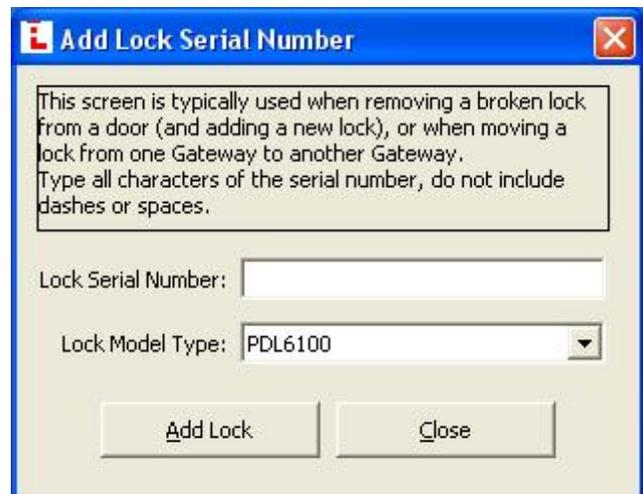 Add Lock Serial Number
This screen is typically used when removing a broken lock
from a door (and adding a new lock), or when moving a
lock from one Gateway to another Gateway.
Type all characters of the serial number, do not include
dashes or spaces.
Lock Serial Number:
Lock Model Type: PDL6100
Add Lock Close